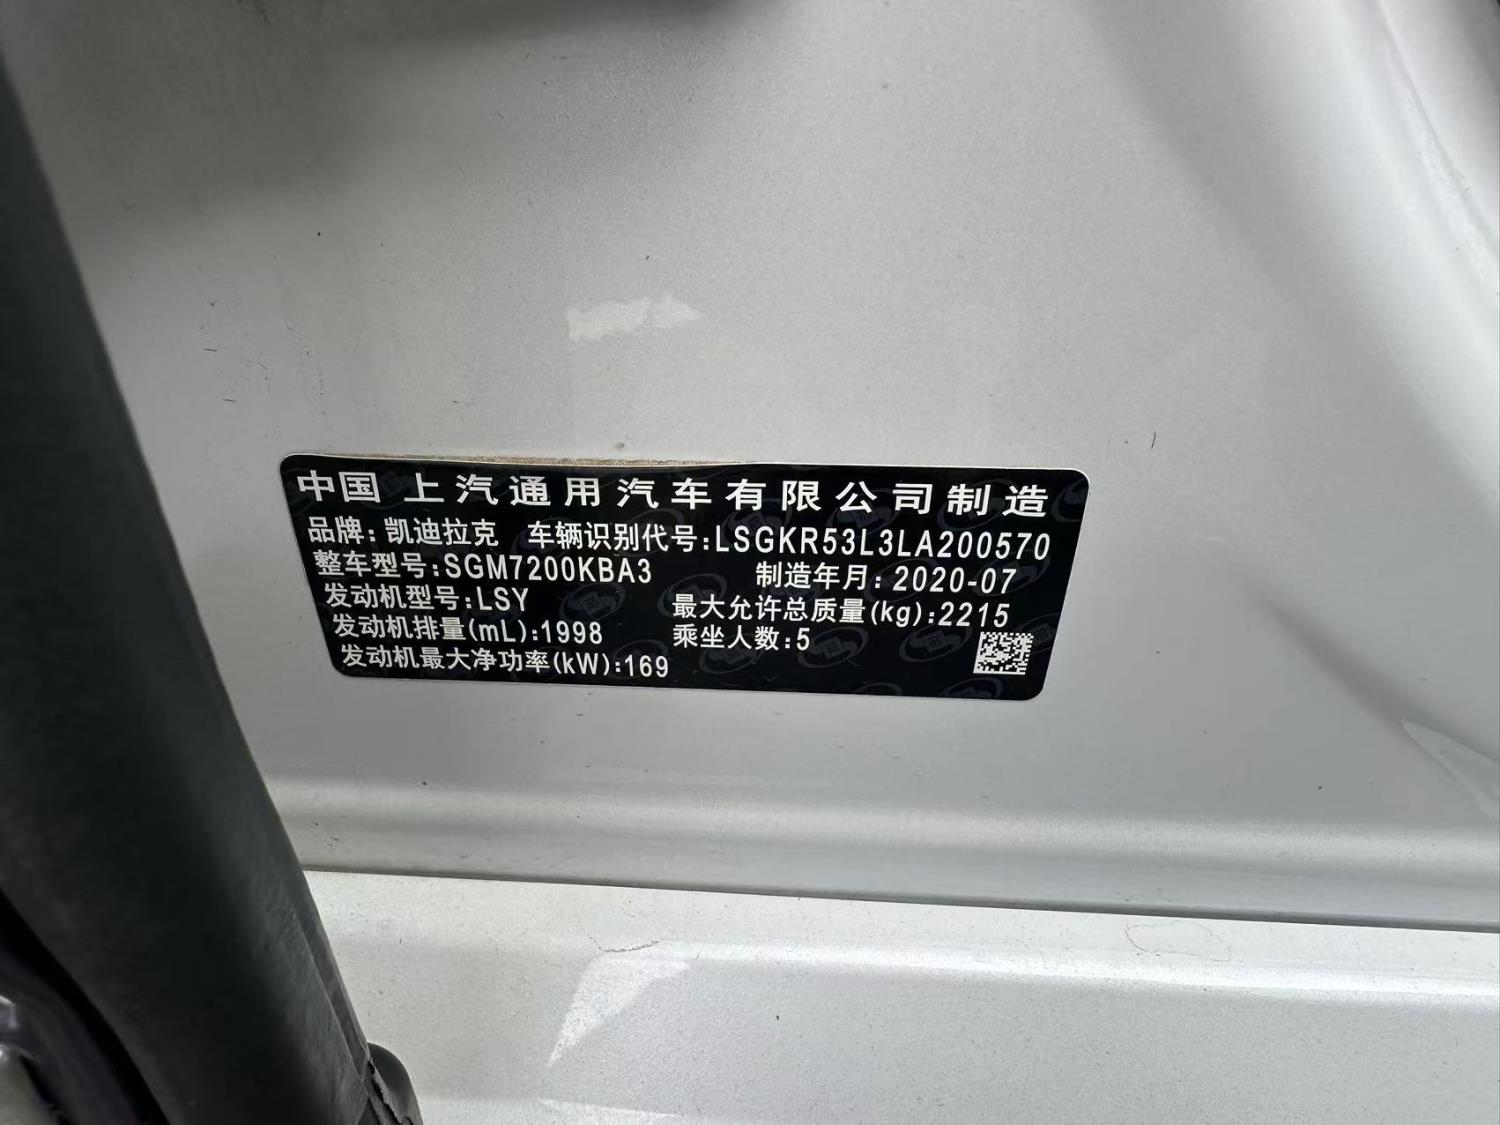 中国 上汽通用汽车有限公司制造
品牌: 凯迪拉克 车辆识别代号:LSGKR53L3LA200570
整车型号:SGM7200KBA3 制造年月: 2020-07
发动机型号:LSY 最大允许总质量(kg):2215
发动机排量(mL):1998 乘坐人数:5
发动机最大净功率(kW):169